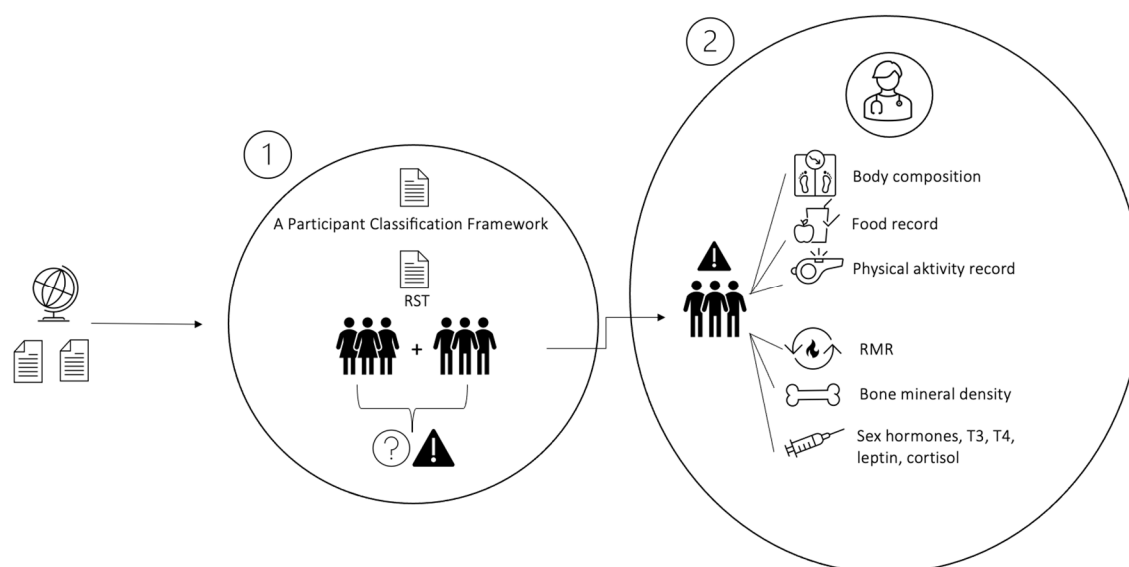 1
A Participant Classification Framework
RST
+
?
2
Body composition
Food record
Physical aktivity record
RMR
Bone mineral density
Sex hormones, T3, T4,
leptin, cortisol